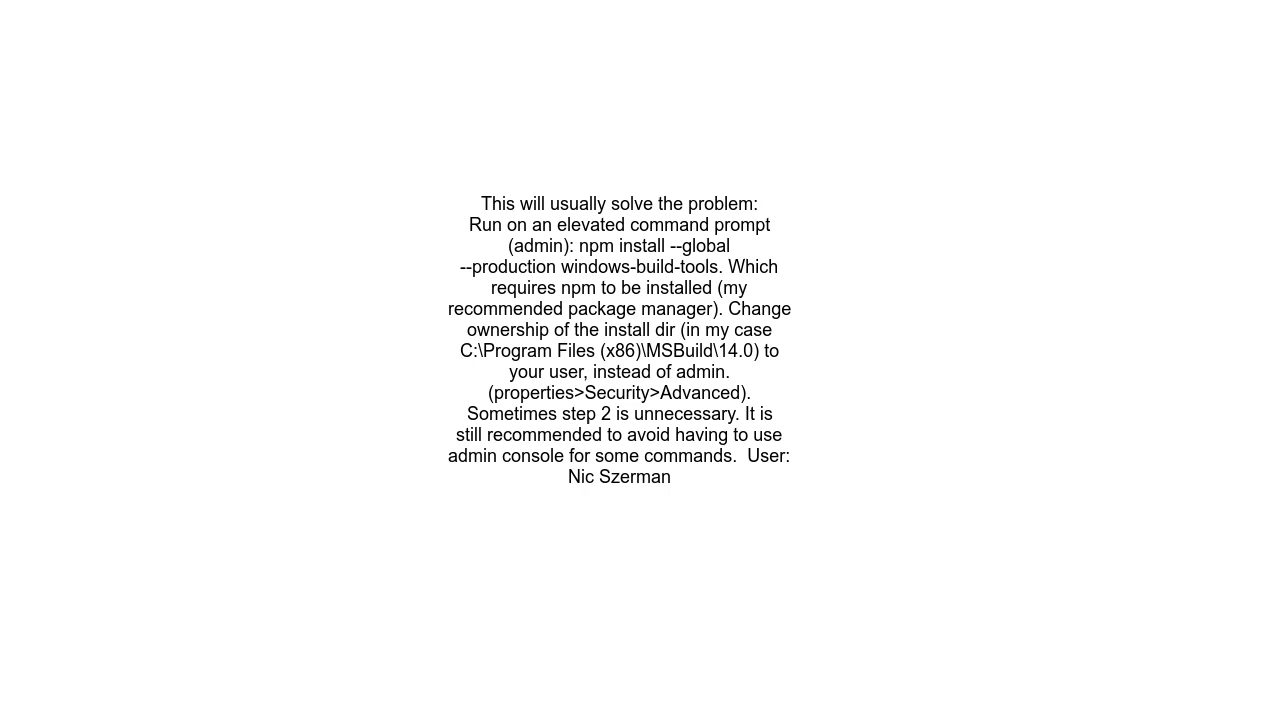 This will usually solve the problem:
Run on an elevated command prompt
(admin): npm install --global
--production windows-build-tools. Which
requires npm to be installed (my
recommended package manager). Change
ownership of the install dir (in my case
C:\Program Files (x86)\MSBuild\14.0) to
your user, instead of admin.
(properties>Security>Advanced).
Sometimes step 2 is unnecessary. It is
still recommended to avoid having to use
admin console for some commands.  User:
Nic Szerman